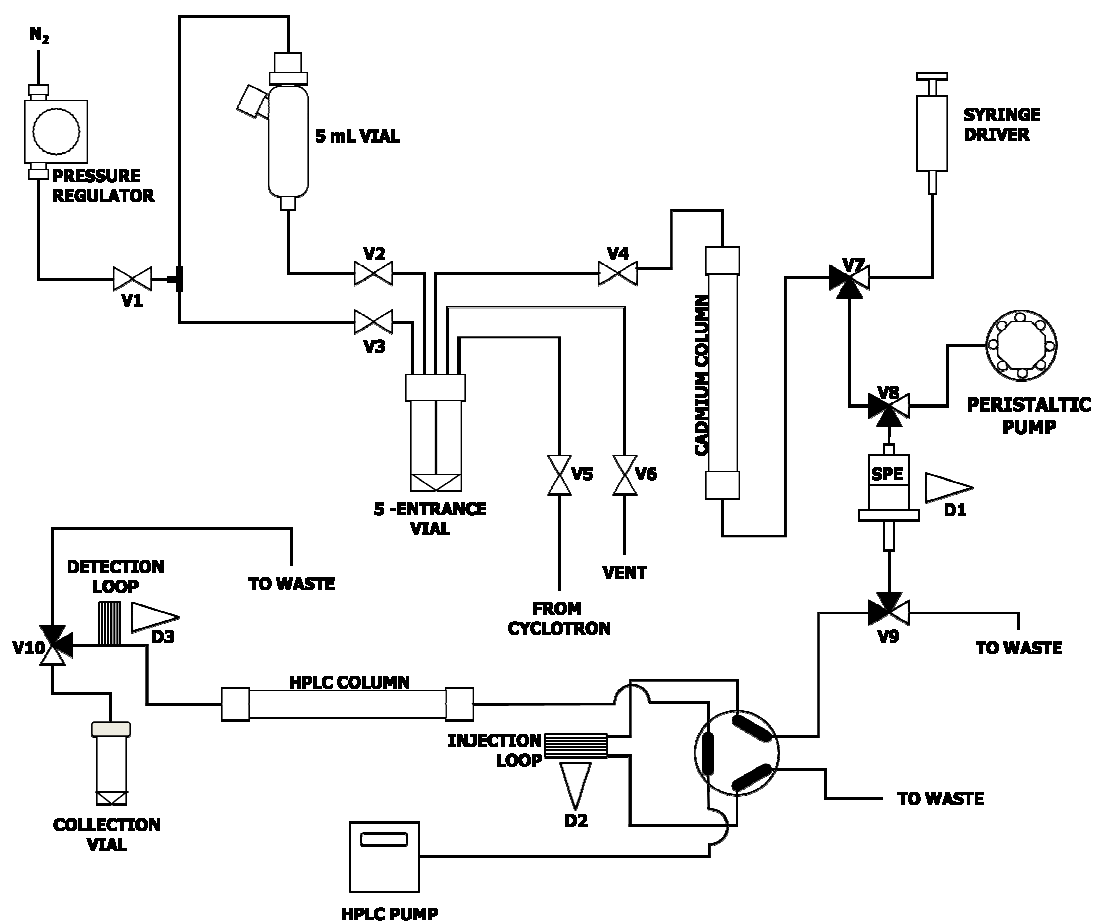 N2
PRESSURE
REGULATOR
V1
5 mL VIAL
V2
V3
V4
SYRINGE
DRIVER
V7
CADMIUM COLUMN
V8
PERISTALTIC
PUMP
SPE
D1
5 -ENTRANCE
VIAL
V5
V6
VENT
FROM
CYCLOTRON
V9
TO WASTE
DETECTION
LOOP
TO WASTE
D3
V10
HPLC COLUMN
INJECTION
LOOP
D2
TO WASTE
COLLECTION
VIAL
HPLC PUMP